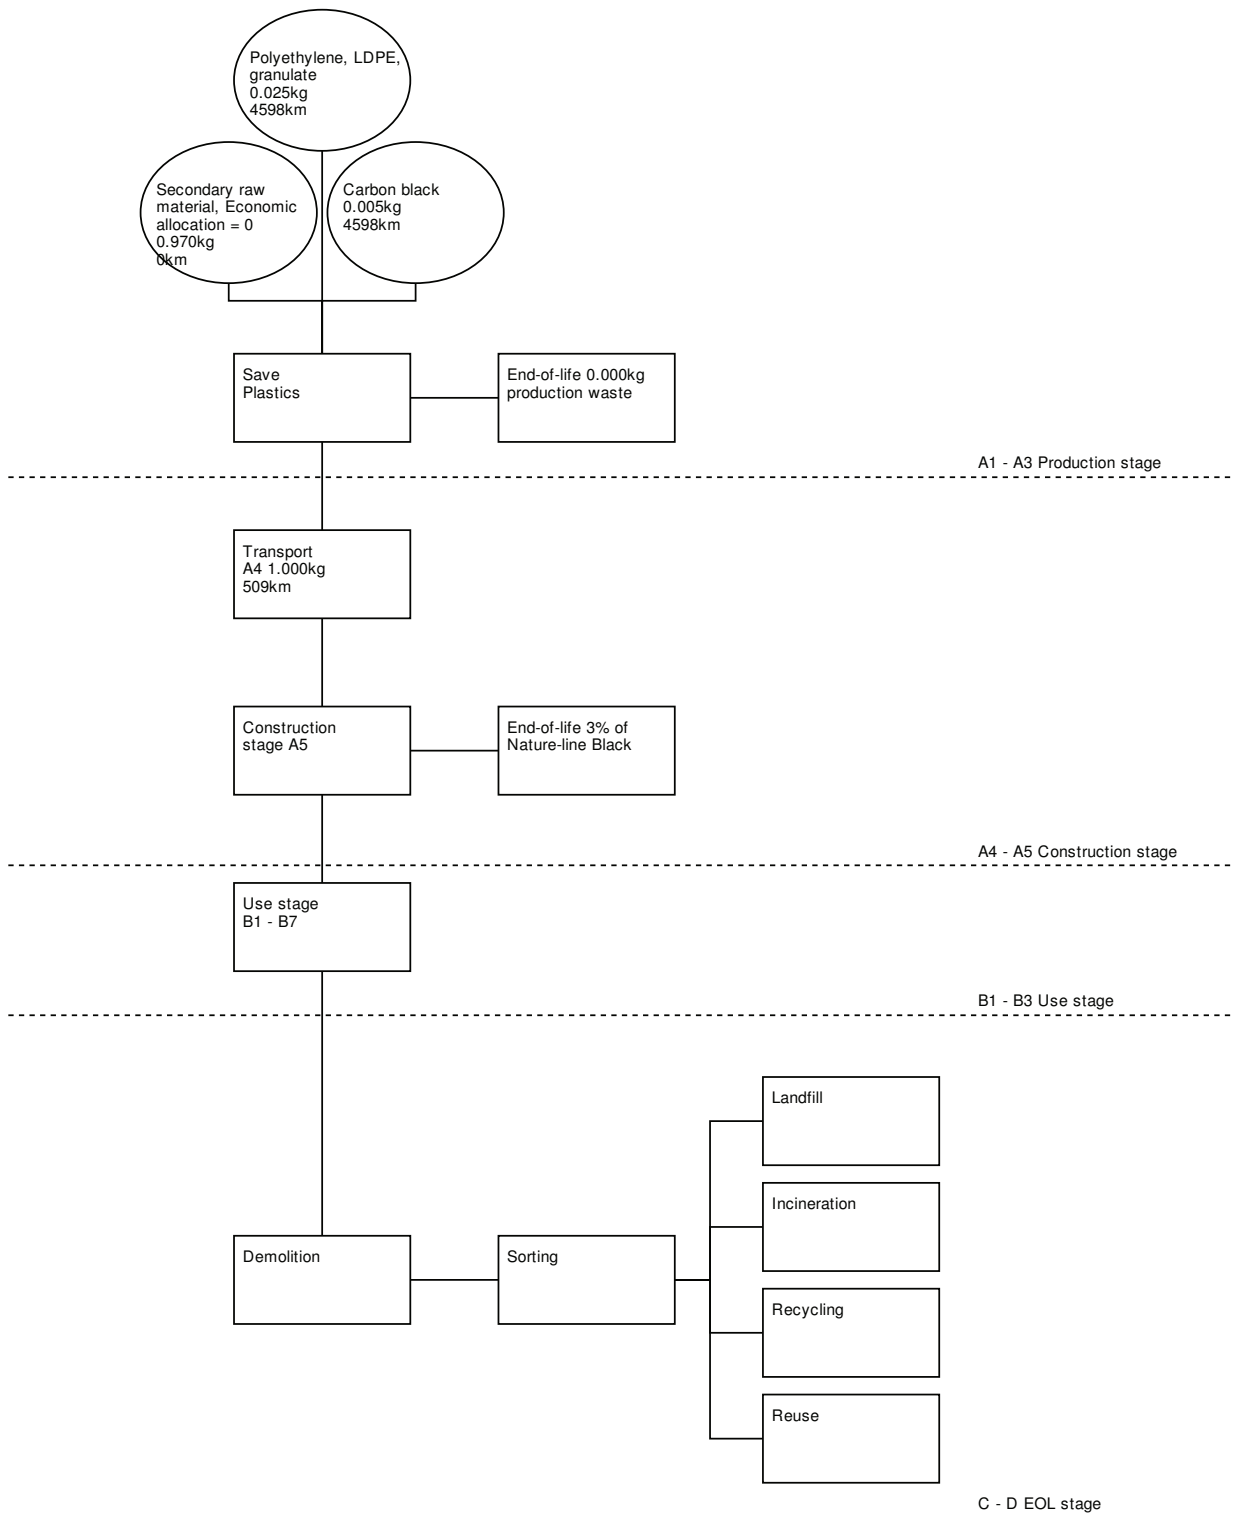 Polyethylene, LDPE,
granulate
0.025kg
4598km
Secondary raw
material, Economic
allocation = 0
0.970kg
0km
Carbon black
0.005kg
4598km
Save
Plastics
End-of-life 0.000kg
production waste
A1 - A3 Production stage
Transport
A4 1.000kg
509km
Construction
stage A5
End-of-life 3% of
Nature-line Black
A4 - A5 Construction stage
Use stage
B1 - B7
B1 - B3 Use stage
Landfill
Incineration
Demolition
Sorting
Recycling
Reuse
C - D EOL stage